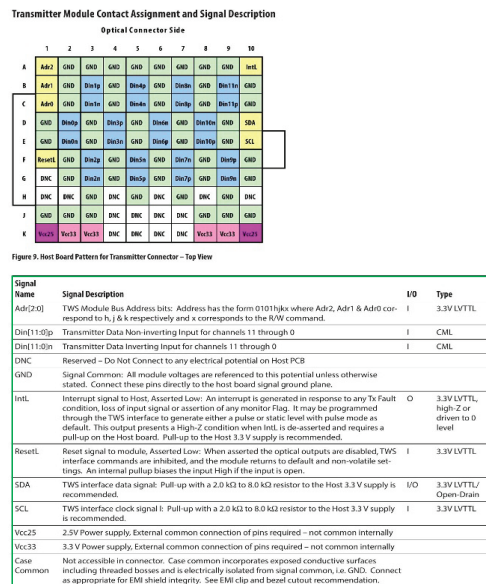 Transmitter Module Contact Assignment and Signal Description
Optical Connector Side
1 2 3 4 5 6 7 8 9 10
A Adr2 GND GND GND GND GND GND GND GND IntL
B Adr1 GND Din1p GND Din4p GND Din8n GND Din11n GND
C Adr0 GND Din1n GND Din4n GND Din8p GND Din11p GND
D GND Din0p GND Din3p GND Din6n GND Din10n GND SDA
E GND Din0n GND Din3n GND Din6p GND Din10p GND SCL
F ResetL GND Din2p GND Din5n GND Din7n GND Din9p GND
G DNC GND Din2n GND Din5p GND Din7p GND Din9n GND
H DNC DNC GND DNC GND DNC GND DNC GND DNC
J GND GND GND DNC DNC DNC DNC GND GND GND
K Vcc25 Vcc33 Vcc33 DNC DNC DNC DNC Vcc33 Vcc33 Vcc25
Figure 9. Host Board Pattern for Transmitter Connector – Top View
Signal
Name Signal Description I/O Type
Adr[2:0] TWS Module Bus Address bits: Address has the form 0101hjkx where Adr2, Adr1 & Adr0 cor- I 3.3V LVTTL
respond to h, j & k respectively and x corresponds to the R/W command.
Din[11:0]p Transmitter Data Non-inverting Input for channels 11 through 0 I CML
Din[11:0]n Transmitter Data Inverting Input for channels 11 through 0 I CML
DNC Reserved – Do Not Connect to any electrical potential on Host PCB
GND Signal Common: All module voltages are referenced to this potential unless otherwise
stated. Connect these pins directly to the host board signal ground plane.
IntL Interrupt signal to Host, Asserted Low: An interrupt is generated in response to any Tx Fault O 3.3V LVTTL,
condition, loss of input signal or assertion of any monitor Flag. It may be programmed high-Z or
through the TWS interface to generate either a pulse or static level with pulse mode as driven to 0
default. This output presents a High-Z condition when IntL is de-asserted and requires a level
pull-up on the Host board. Pull-up to the Host 3.3 V supply is recommended.
ResetL Reset signal to module, Asserted Low: When asserted the optical outputs are disabled, TWS I 3.3V LVTTL
interface commands are inhibited, and the module returns to default and non-volatile set-
tings. An internal pullup biases the input High if the input is open.
SDA TWS interface data signal: Pull-up with a 2.0 kΩ to 8.0 kΩ resistor to the Host 3.3 V supply is I/O 3.3V LVTTL/
recommended. Open-Drain
SCL TWS interface clock signal I: Pull-up with a 2.0 kΩ to 8.0 kΩ resistor to the Host 3.3 V supply I 3.3V LVTTL
is recommended.
Vcc25 2.5V Power supply, External common connection of pins required – not common internally
Vcc33 3.3 V Power supply, External common connection of pins required – not common internally
Case Not accessible in connector. Case common incorporates exposed conductive surfaces
Common including threaded bosses and is electrically isolated from signal common, i.e. GND. Connect
as appropriate for EMI shield integrity. See EMI clip and bezel cutout recommendation.